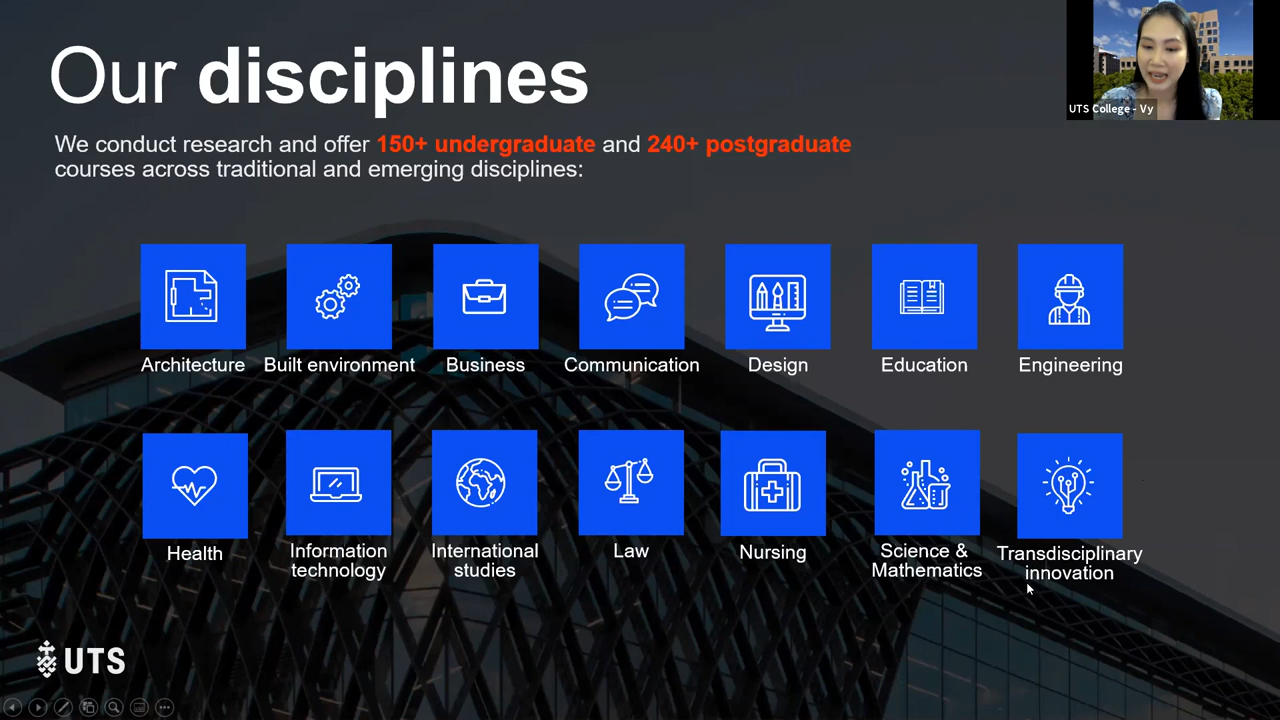 Our disciplines
UTS College - Vy
We conduct research and offer 150+ undergraduate and 240+ postgraduate
courses across traditional and emerging disciplines:
Architecture
Built environment
Business
Communication
Design
Education
Engineering
Health
Information
technology
International
studies
Law
Nursing
Science &
Mathematics
Transdisciplinary
innovation
UTS